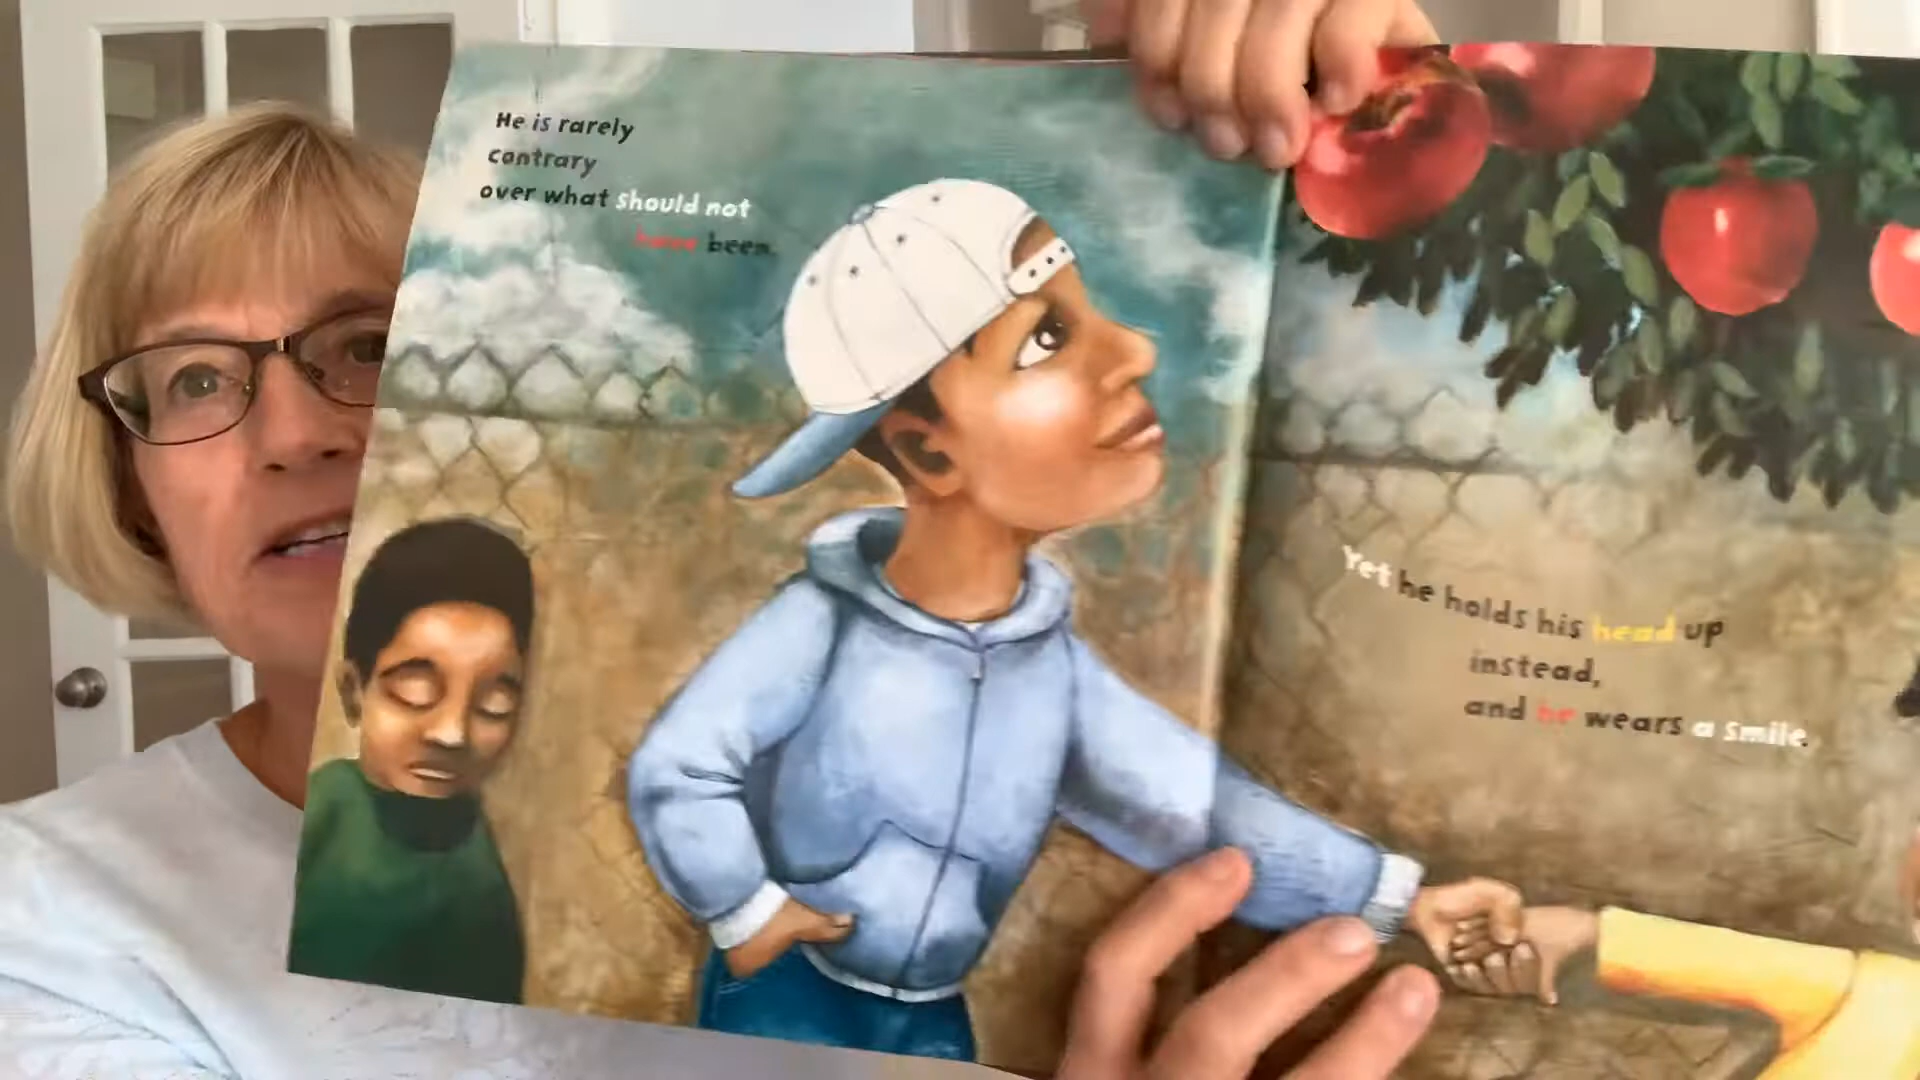 He is rarely
contrary
over what should not
have been.
Yet he holds his head up
instead,
and he wears a smile.